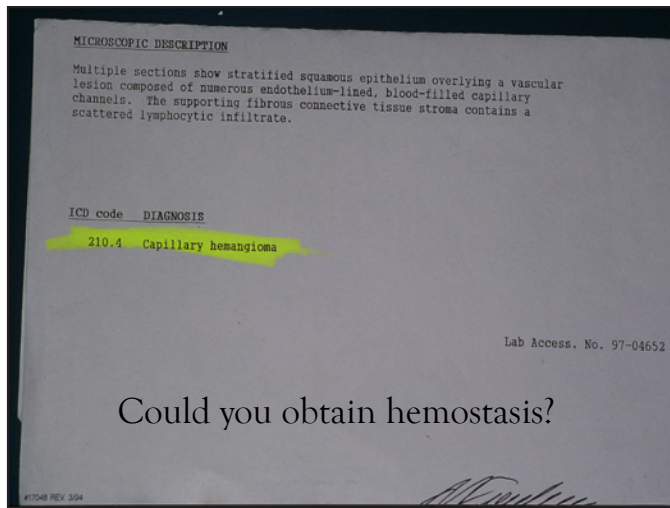 MICROSCOPIC DESCRIPTION
Multiple sections show stratified squamous epithelium overlying a vascular
lesion composed of numerous endothelium-lined, blood-filled capillary
channels. The supporting fibrous connective tissue stroma contains a
scattered lymphocytic infiltrate.
ICD code DIAGNOSIS
210.4 Capillary hemangioma
Lab Access. No. 97-04652
Could you obtain hemostasis?
#17048 REV. 3/94